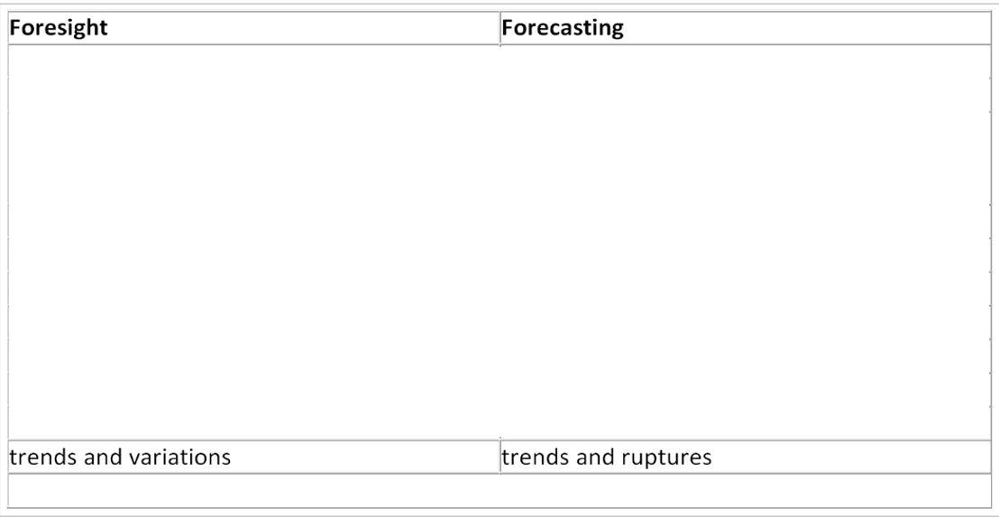 Foresight Forecasting
trends and variations trends and ruptures